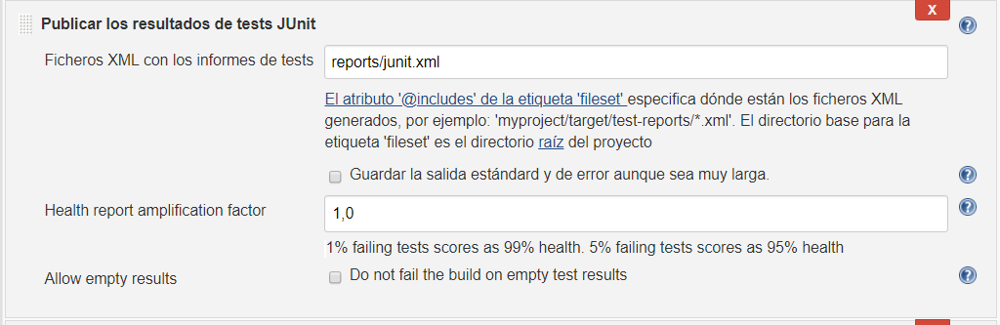 X
Publicar los resultados de tests JUnit
Ficheros XML con los informes de tests
reports/junit.xml
El atributo '@includes' de la etiqueta 'fileset' especifica dónde están los ficheros XML
generados, por ejemplo: 'myproject/target/test-reports/*.xml'. El directorio base para la
etiqueta 'fileset' es el directorio raíz del proyecto
Guardar la salida estándard y de error aunque sea muy larga.
Health report amplification factor
1,0
1% failing tests scores as 99% health. 5% failing tests scores as 95% health
Allow empty results
Do not fail the build on empty test results